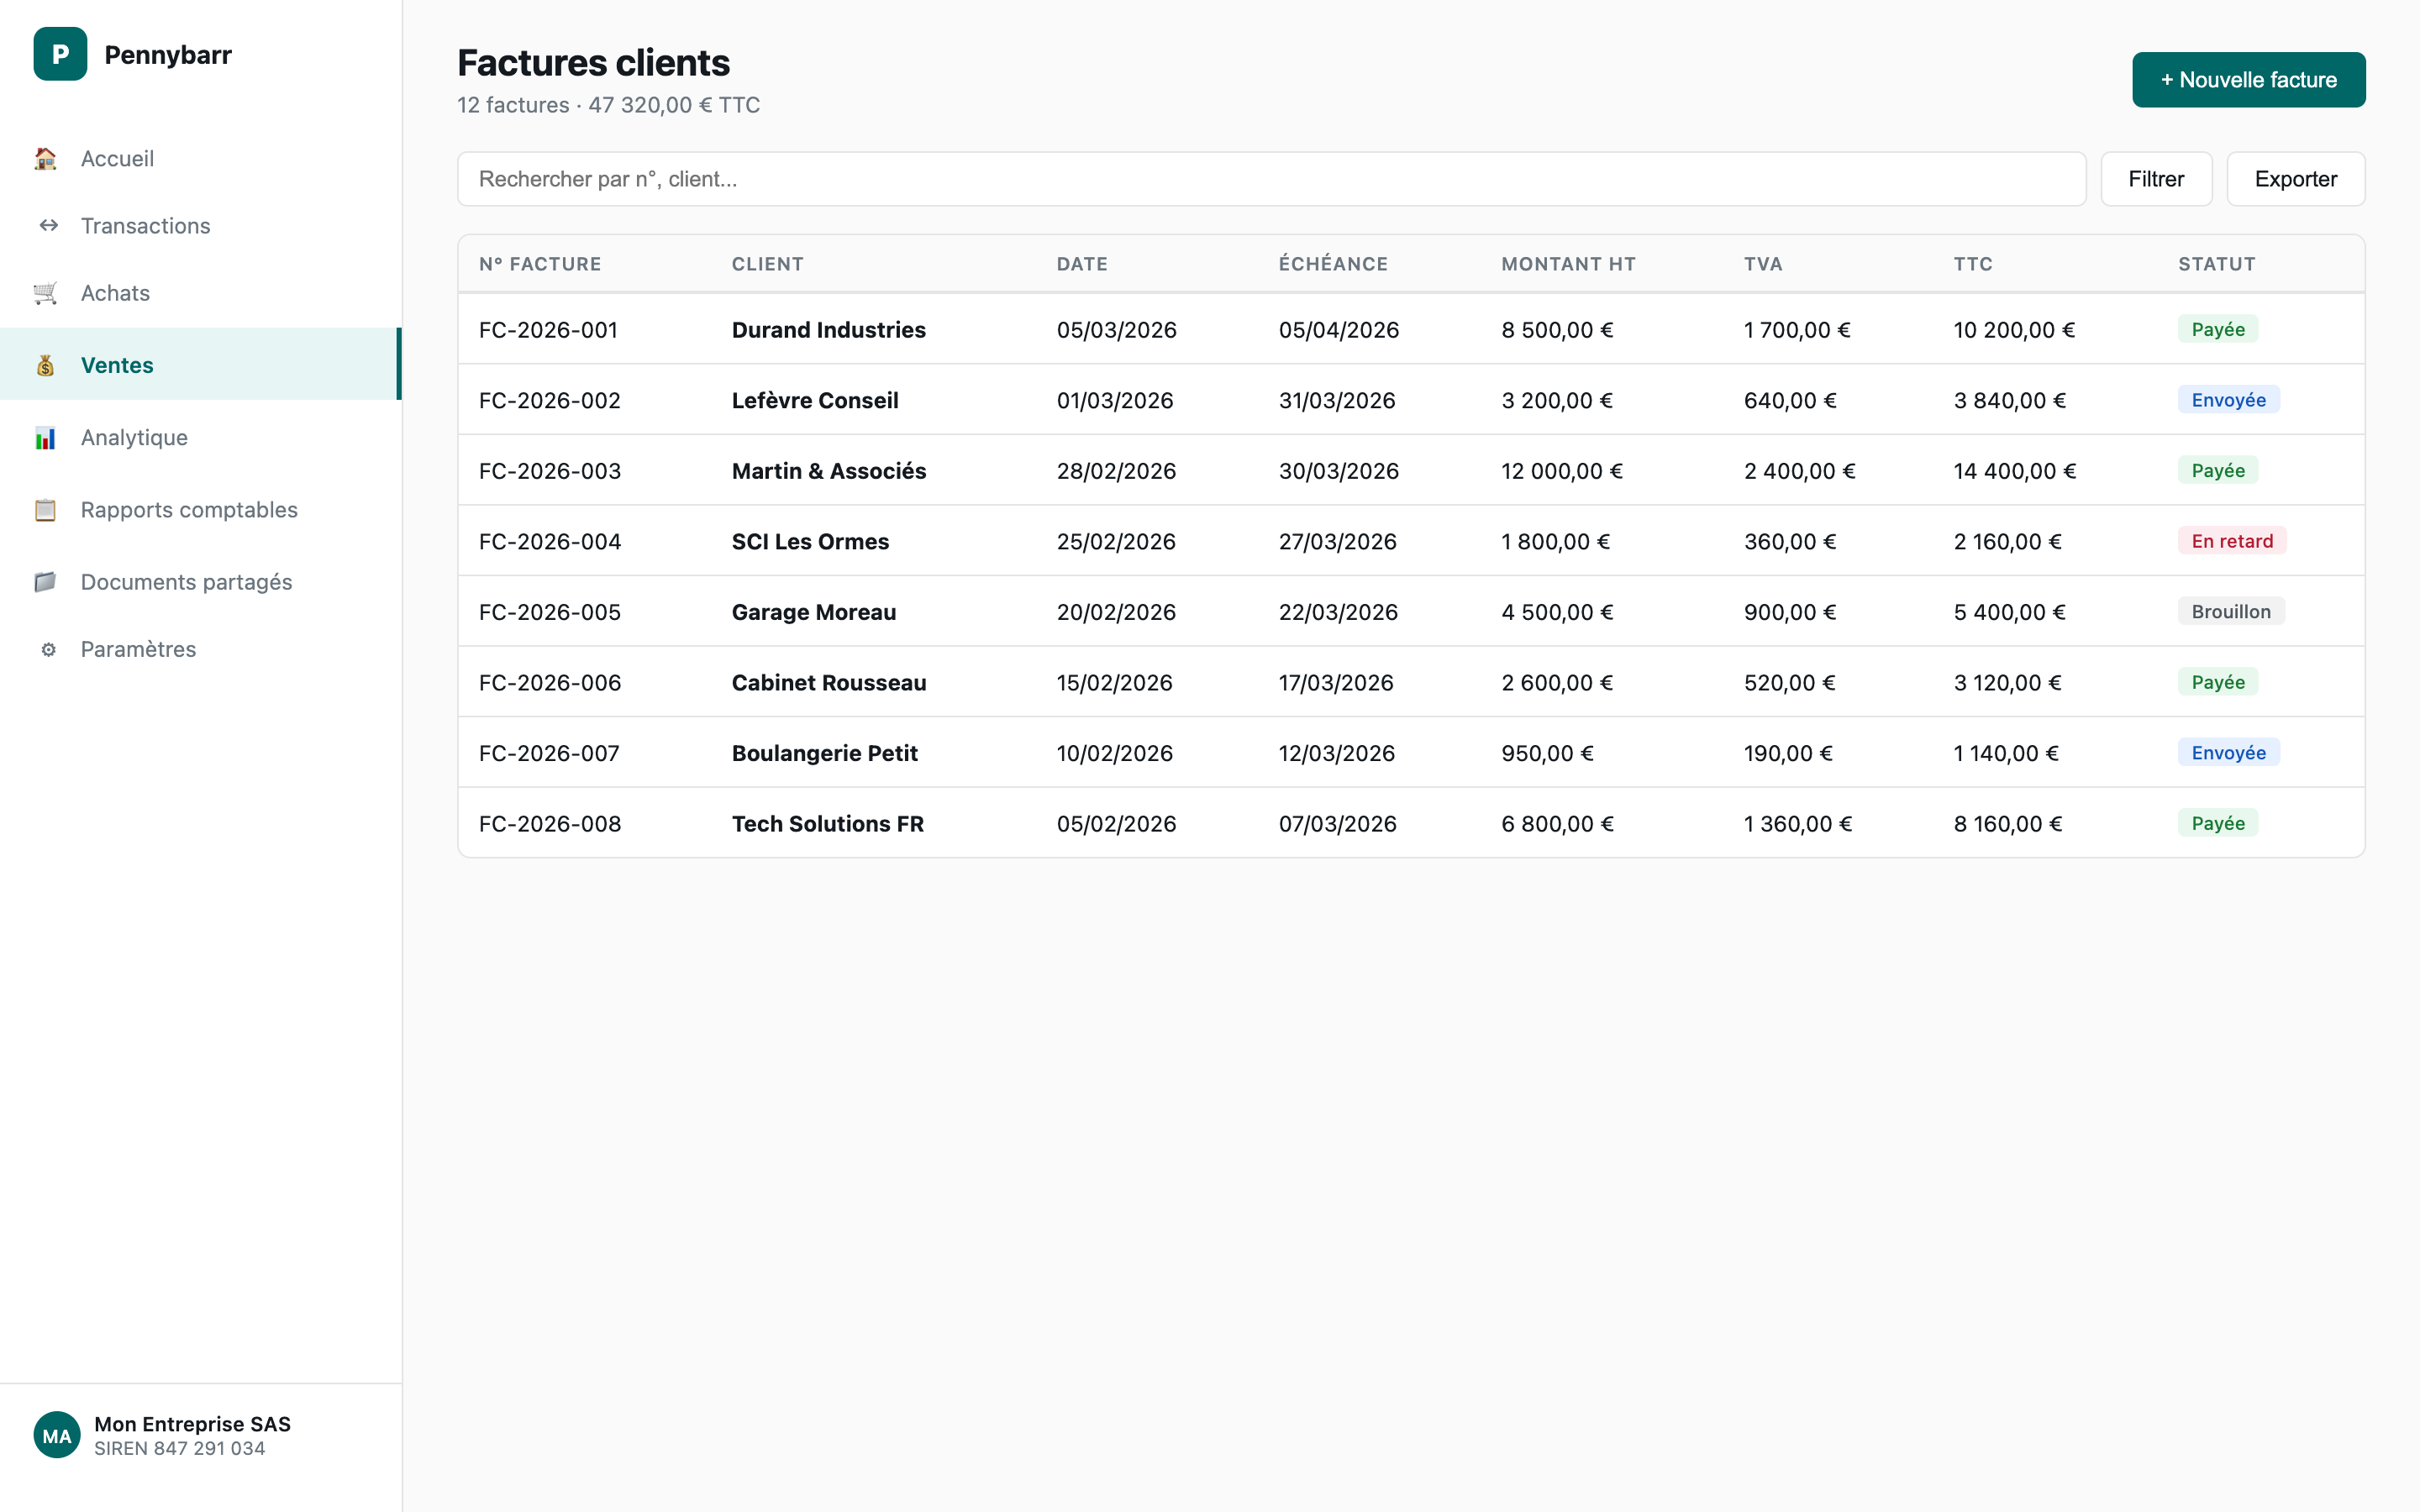 P Pennybarr
Accueil
Transactions
Achats
Ventes
Analytique
Rapports comptables
Documents partagés
Paramètres
MA
Mon Entreprise SAS
SIREN 847 291 034
Factures clients
12 factures · 47 320,00 € TTC
+ Nouvelle facture
Rechercher par n°, client...
Filtrer
Exporter
N° FACTURE CLIENT DATE ÉCHÉANCE MONTANT HT TVA TTC STATUT
FC-2026-001 Durand Industries 05/03/2026 05/04/2026 8 500,00 € 1 700,00 € 10 200,00 € Payée
FC-2026-002 Lefèvre Conseil 01/03/2026 31/03/2026 3 200,00 € 640,00 € 3 840,00 € Envoyée
FC-2026-003 Martin & Associés 28/02/2026 30/03/2026 12 000,00 € 2 400,00 € 14 400,00 € Payée
FC-2026-004 SCI Les Ormes 25/02/2026 27/03/2026 1 800,00 € 360,00 € 2 160,00 € En retard
FC-2026-005 Garage Moreau 20/02/2026 22/03/2026 4 500,00 € 900,00 € 5 400,00 € Brouillon
FC-2026-006 Cabinet Rousseau 15/02/2026 17/03/2026 2 600,00 € 520,00 € 3 120,00 € Payée
FC-2026-007 Boulangerie Petit 10/02/2026 12/03/2026 950,00 € 190,00 € 1 140,00 € Envoyée
FC-2026-008 Tech Solutions FR 05/02/2026 07/03/2026 6 800,00 € 1 360,00 € 8 160,00 € Payée